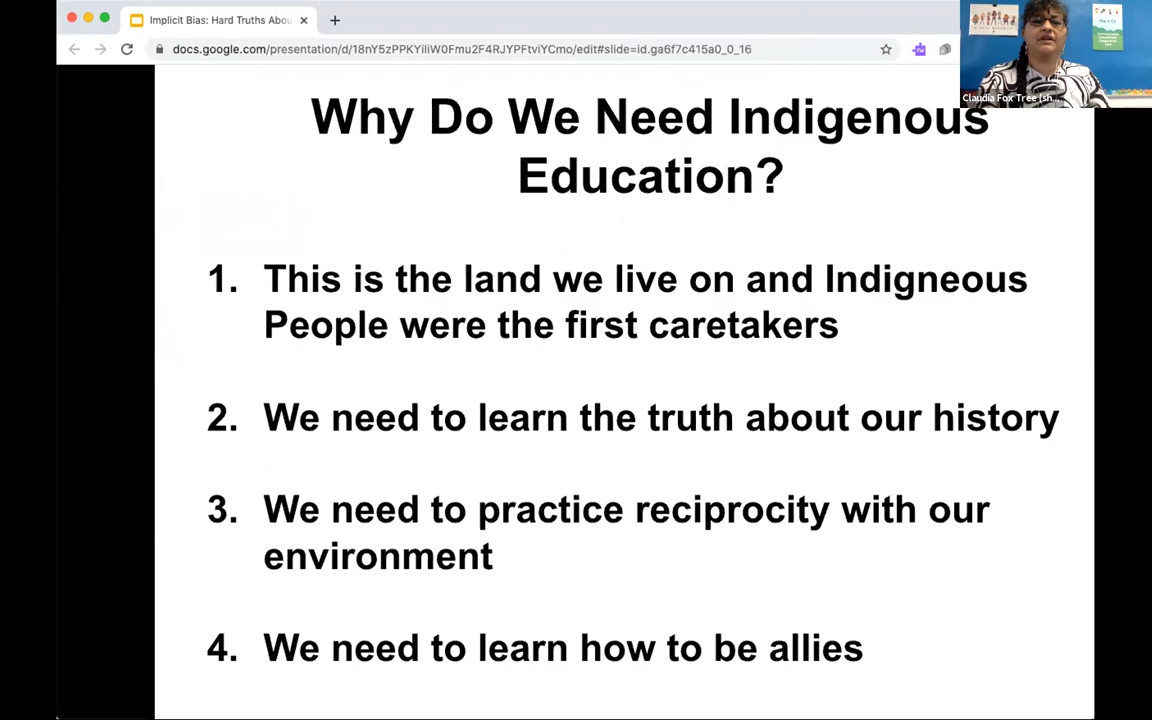 Implicit Bias: Hard Truths Abou
docs.google.com/presentation/d/18nY5zPPKYiliW0Fmu2F4RJYPFtviYCmo/edit#slide=id.ga6f7c415a0_0_16
Claudia Fox Tree (sh...
Why Do We Need Indigenous
Education?
1. This is the land we live on and Indigneous
People were the first caretakers
2. We need to learn the truth about our history
3. We need to practice reciprocity with our
environment
4. We need to learn how to be allies